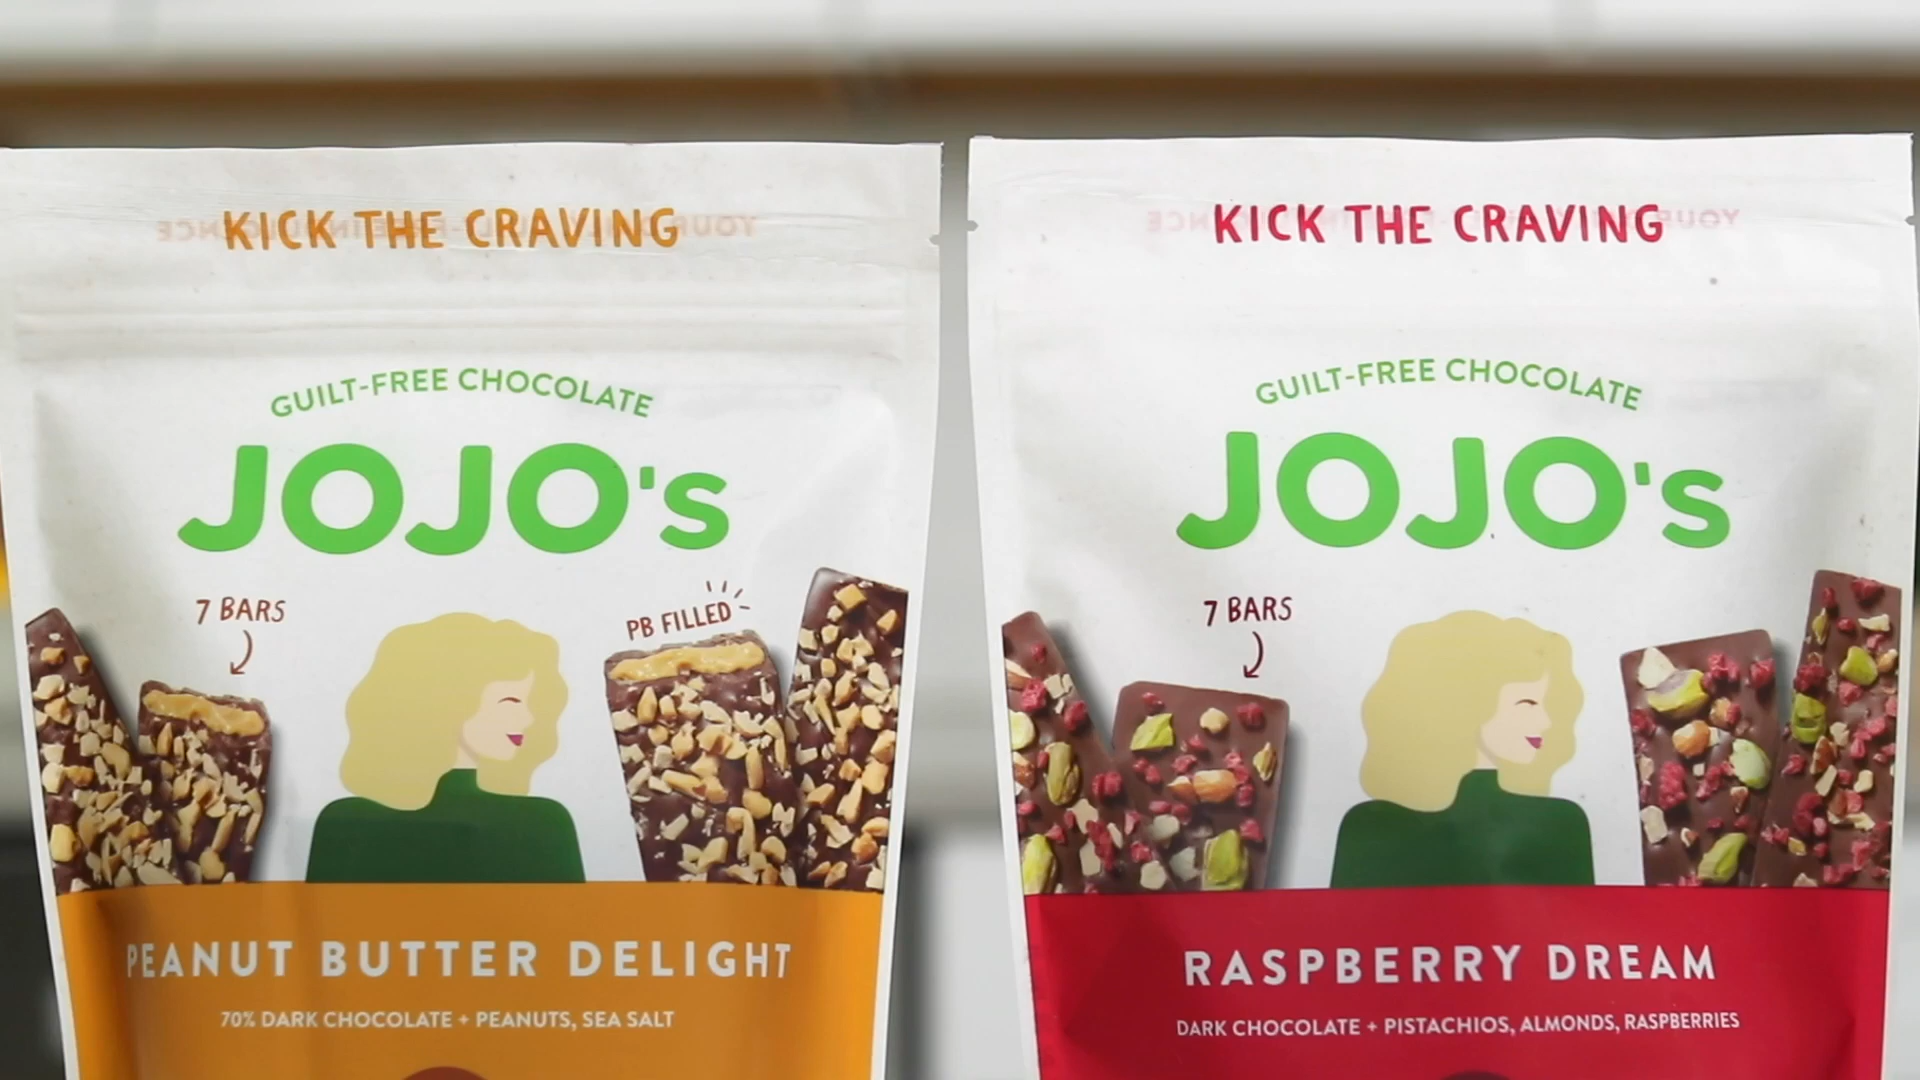 KICK THE CRAVING
GUILT-FREE CHOCOLATE
JOJO's
7 BARS
PB FILLED
PEANUT BUTTER DELIGHT
70% DARK CHOCOLATE + PEANUTS, SEA SALT
KICK THE CRAVING
GUILT-FREE CHOCOLATE
JOJO's
7 BARS
RASPBERRY DREAM
DARK CHOCOLATE + PISTACHIOS, ALMONDS, RASPBERRIES